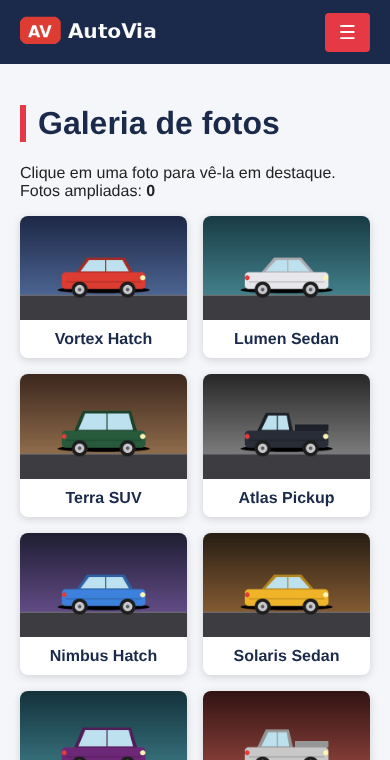 AV AutoVia
Galeria de fotos
Clique em uma foto para vê-la em destaque.
Fotos ampliadas: 0
Vortex Hatch
Lumen Sedan
Terra SUV
Atlas Pickup
Nimbus Hatch
Solaris Sedan